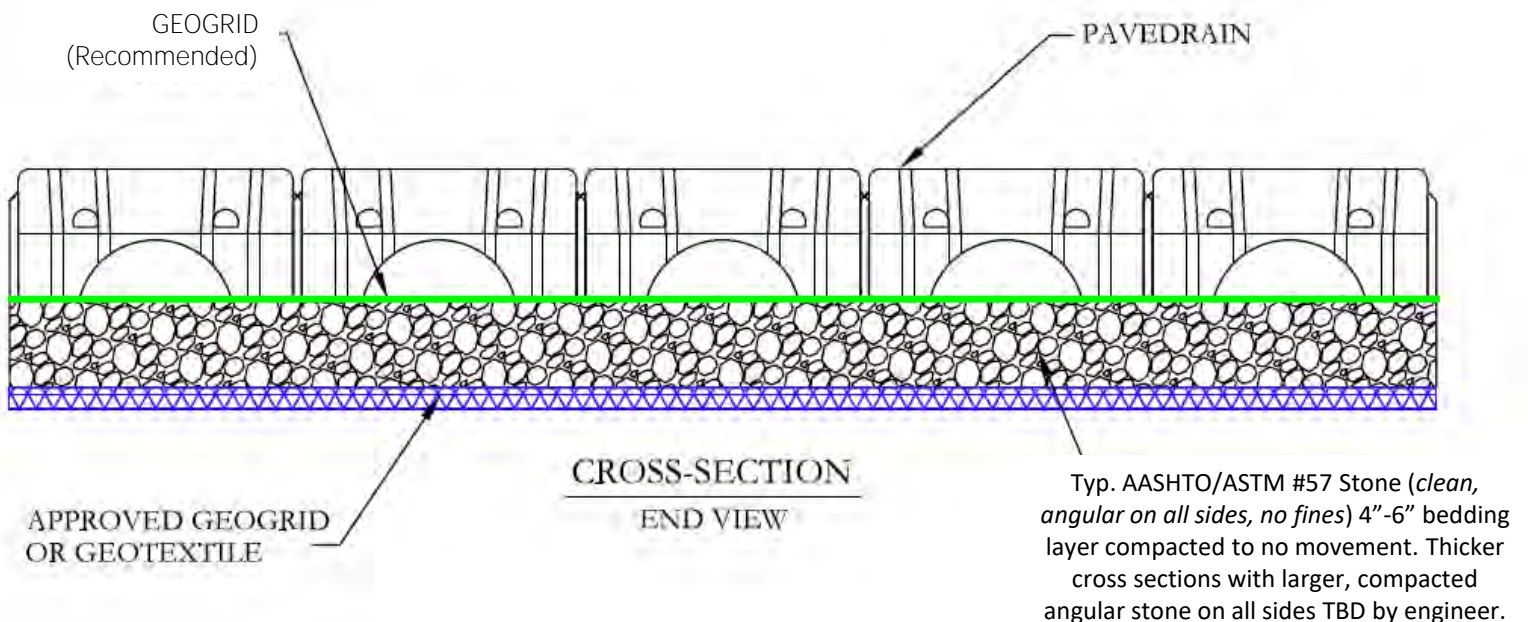 GEOGRID
(Recommended)
PAVEDRAIN
CROSS-SECTION
END VIEW
APPROVED GEOGRID
OR GEOTEXTILE
Typ. AASHTO/ASTM #57 Stone (clean,
angular on all sides, no fines) 4”-6” bedding
layer compacted to no movement. Thicker
cross sections with larger, compacted
angular stone on all sides TBD by engineer.